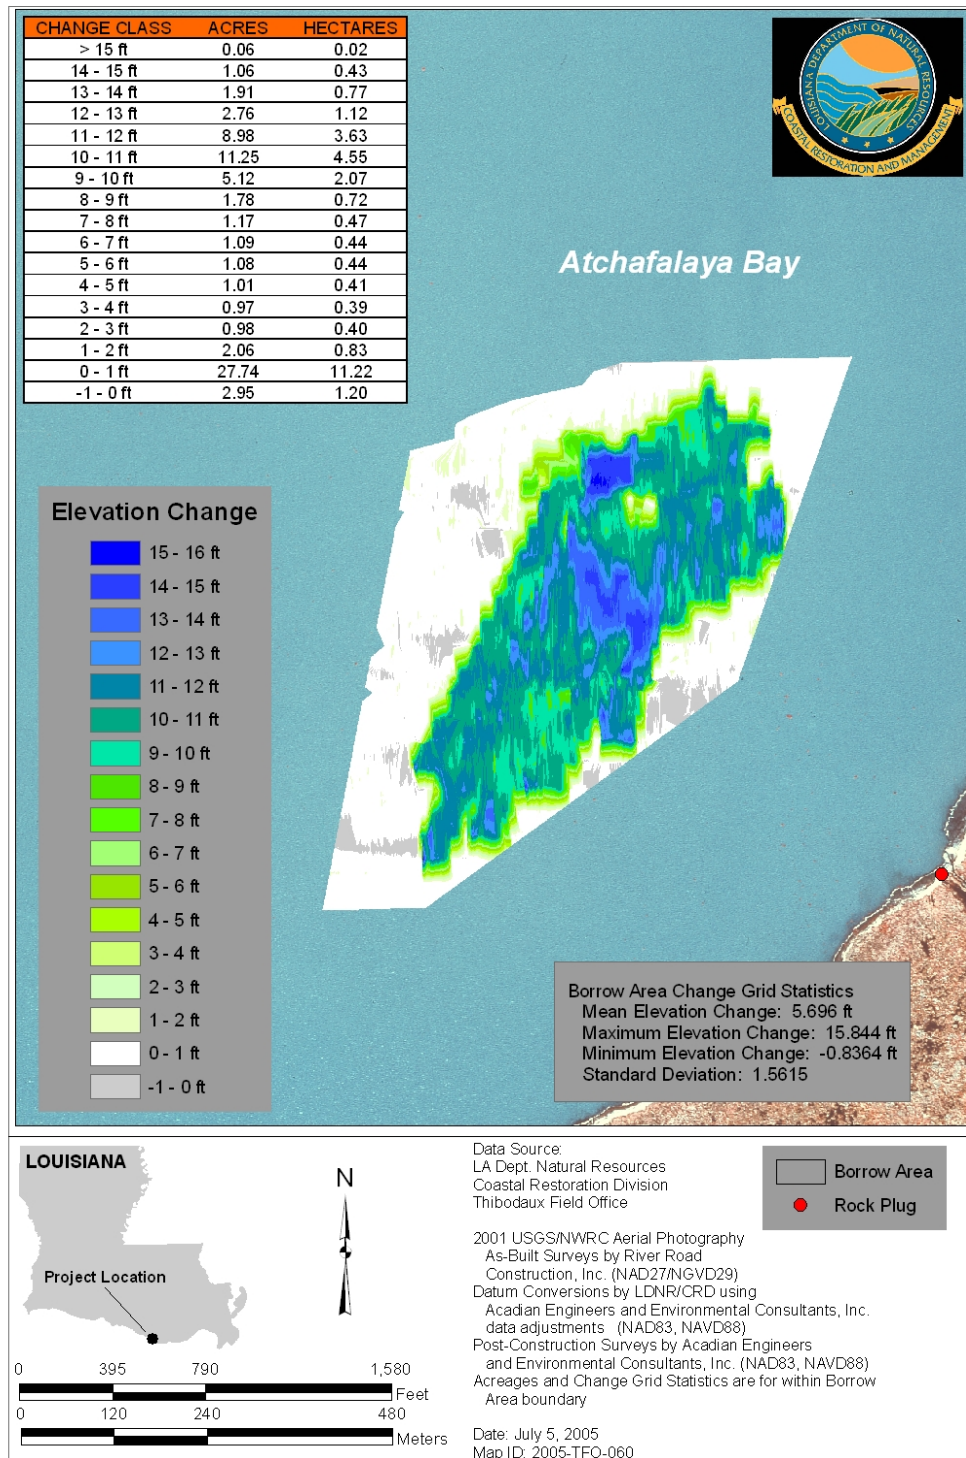 CHANGE CLASS ACRES HECTARES
> 15 ft 0.06 0.02
14 - 15 ft 1.06 0.43
13 - 14 ft 1.91 0.77
12 - 13 ft 2.76 1.12
11 - 12 ft 8.98 3.63
10 - 11 ft 11.25 4.55
9 - 10 ft 5.12 2.07
8 - 9 ft 1.78 0.72
7 - 8 ft 1.17 0.47
6 - 7 ft 1.09 0.44
5 - 6 ft 1.08 0.44
4 - 5 ft 1.01 0.41
3 - 4 ft 0.97 0.39
2 - 3 ft 0.98 0.40
1 - 2 ft 2.06 0.83
0 - 1 ft 27.74 11.22
-1 - 0 ft 2.95 1.20
LOUISIANA DEPARTMENT OF NATURAL RESOURCES
COASTAL RESTORATION AND MANAGEMENT
Atchafalaya Bay
Elevation Change
15 - 16 ft
14 - 15 ft
13 - 14 ft
12 - 13 ft
11 - 12 ft
10 - 11 ft
9 - 10 ft
8 - 9 ft
7 - 8 ft
6 - 7 ft
5 - 6 ft
4 - 5 ft
3 - 4 ft
2 - 3 ft
1 - 2 ft
0 - 1 ft
-1 - 0 ft
Borrow Area Change Grid Statistics
Mean Elevation Change: 5.696 ft
Maximum Elevation Change: 15.844 ft
Minimum Elevation Change: -0.8364 ft
Standard Deviation: 1.5615
LOUISIANA
Project Location
N
0 395 790 1,580
Feet
0 120 240 480
Meters
Data Source:
LA Dept. Natural Resources
Coastal Restoration Division
Thibodaux Field Office
2001 USGS/NWRC Aerial Photography
As-Built Surveys by River Road
Construction, Inc. (NAD27/NGVD29)
Datum Conversions by LDNR/CRD using
Acadian Engineers and Environmental Consultants, Inc.
data adjustments (NAD83, NAVD88)
Post-Construction Surveys by Acadian Engineers
and Environmental Consultants, Inc. (NAD83, NAVD88)
Acreages and Change Grid Statistics are for within Borrow
Area boundary
Date: July 5, 2005
Map ID: 2005-TFO-060
Borrow Area
Rock Plug